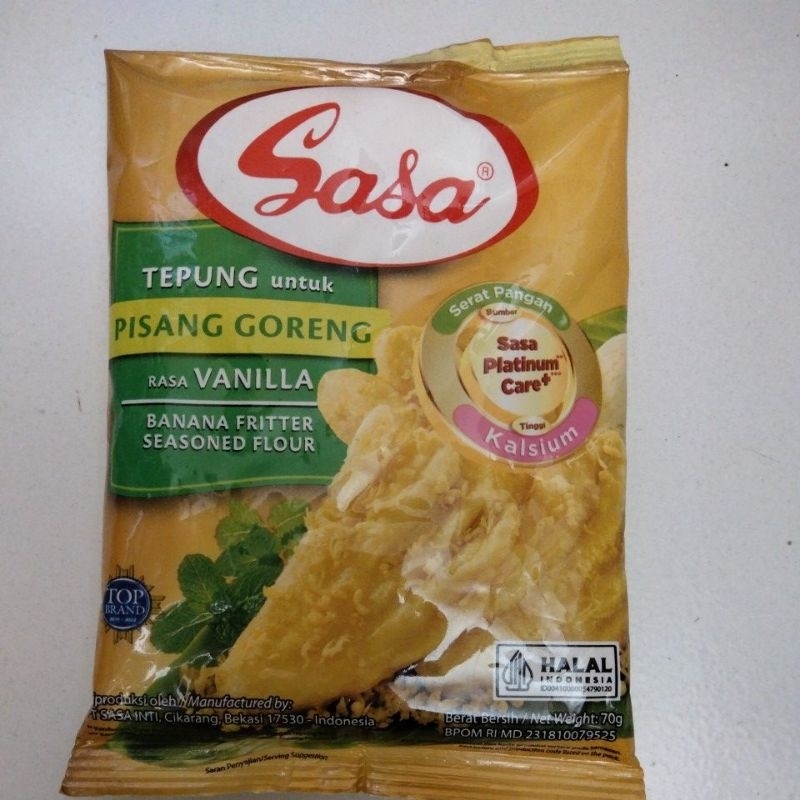 Sasa®
TEPUNG untuk
PISANG GORENG
RASA VANILLA
BANANA FRITTER
SEASONED FLOUR
Serat Pangan
Sumber
Sasa
Platinum
Care+
Tinggi
Kalsium
TOP
BRAND
HALAL
INDONESIA
ID00410000054790120
iproduksi oleh / Manufactured by:
T SASA INTI, Cikarang, Bekasi 17530 - Indonesia
Berat Bersih / Net Weight: 70g
BPOM RI MD 231810079525
Saran Penyajian/Serving Suggestion